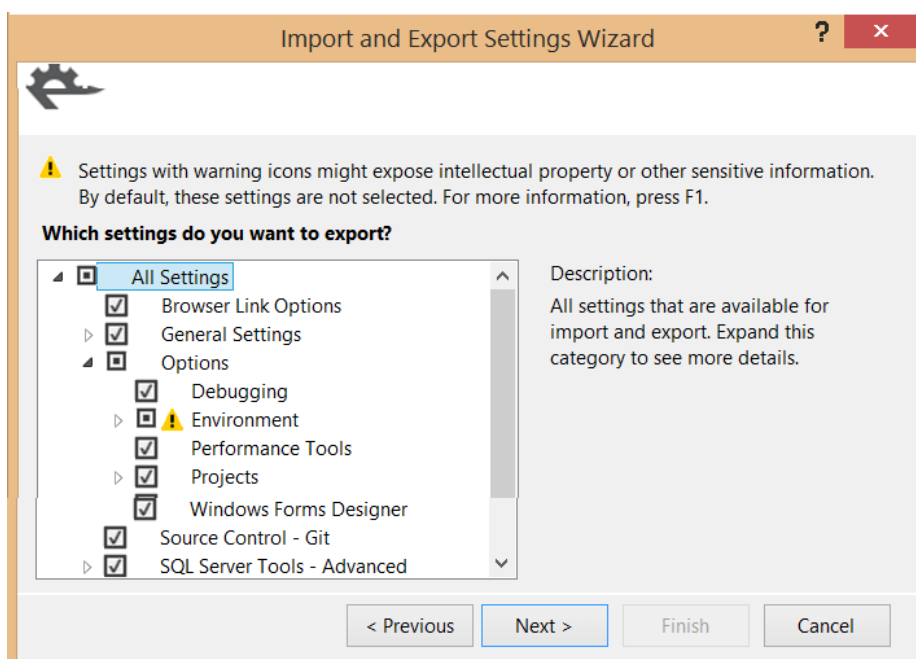 Import and Export Settings Wizard
?
Settings with warning icons might expose intellectual property or other sensitive information.
By default, these settings are not selected. For more information, press F1.
Which settings do you want to export?
All Settings
Browser Link Options
General Settings
Options
Debugging
Environment
Performance Tools
Projects
Windows Forms Designer
Source Control - Git
SQL Server Tools - Advanced
Description:
All settings that are available for
import and export. Expand this
category to see more details.
< Previous
Next >
Finish
Cancel